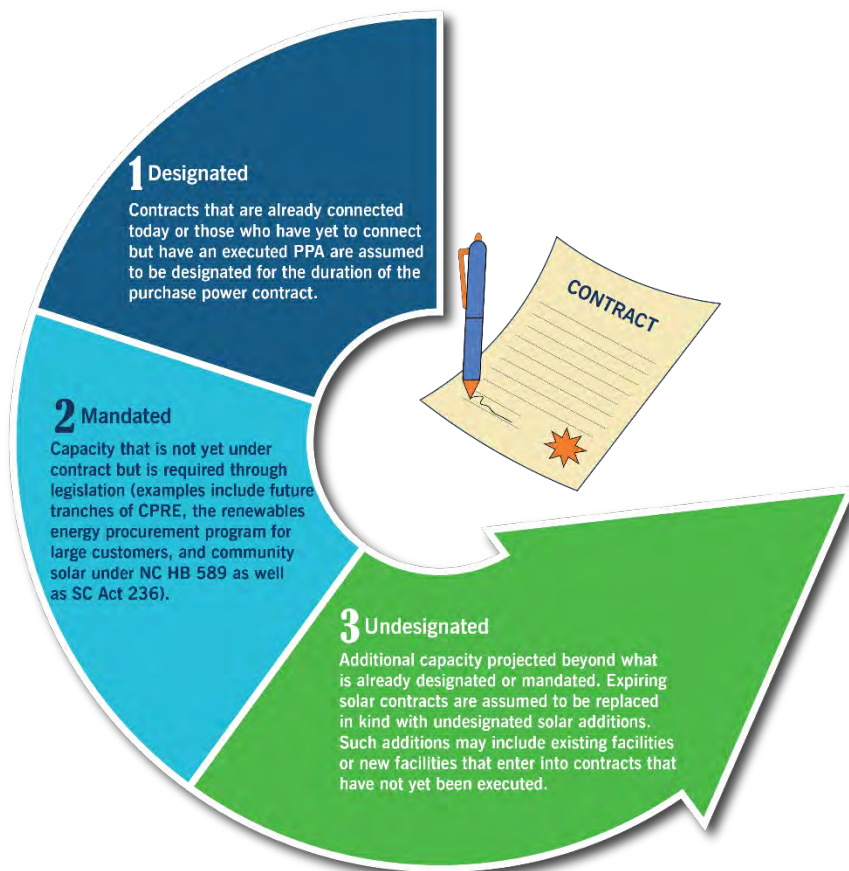 1 Designated
Contracts that are already connected
today or those who have yet to connect
but have an executed PPA are assumed
to be designated for the duration of the
purchase power contract.
CONTRACT
2 Mandated
Capacity that is not yet under
contract but is required through
legislation (examples include future
tranches of CPRE, the renewables
energy procurement program for
large customers, and community
solar under NC HB 589 as well
as SC Act 236).
3 Undesignated
Additional capacity projected beyond what
is already designated or mandated. Expiring
solar contracts are assumed to be replaced
in kind with undesignated solar additions.
Such additions may include existing facilities
or new facilities that enter into contracts that
have not yet been executed.